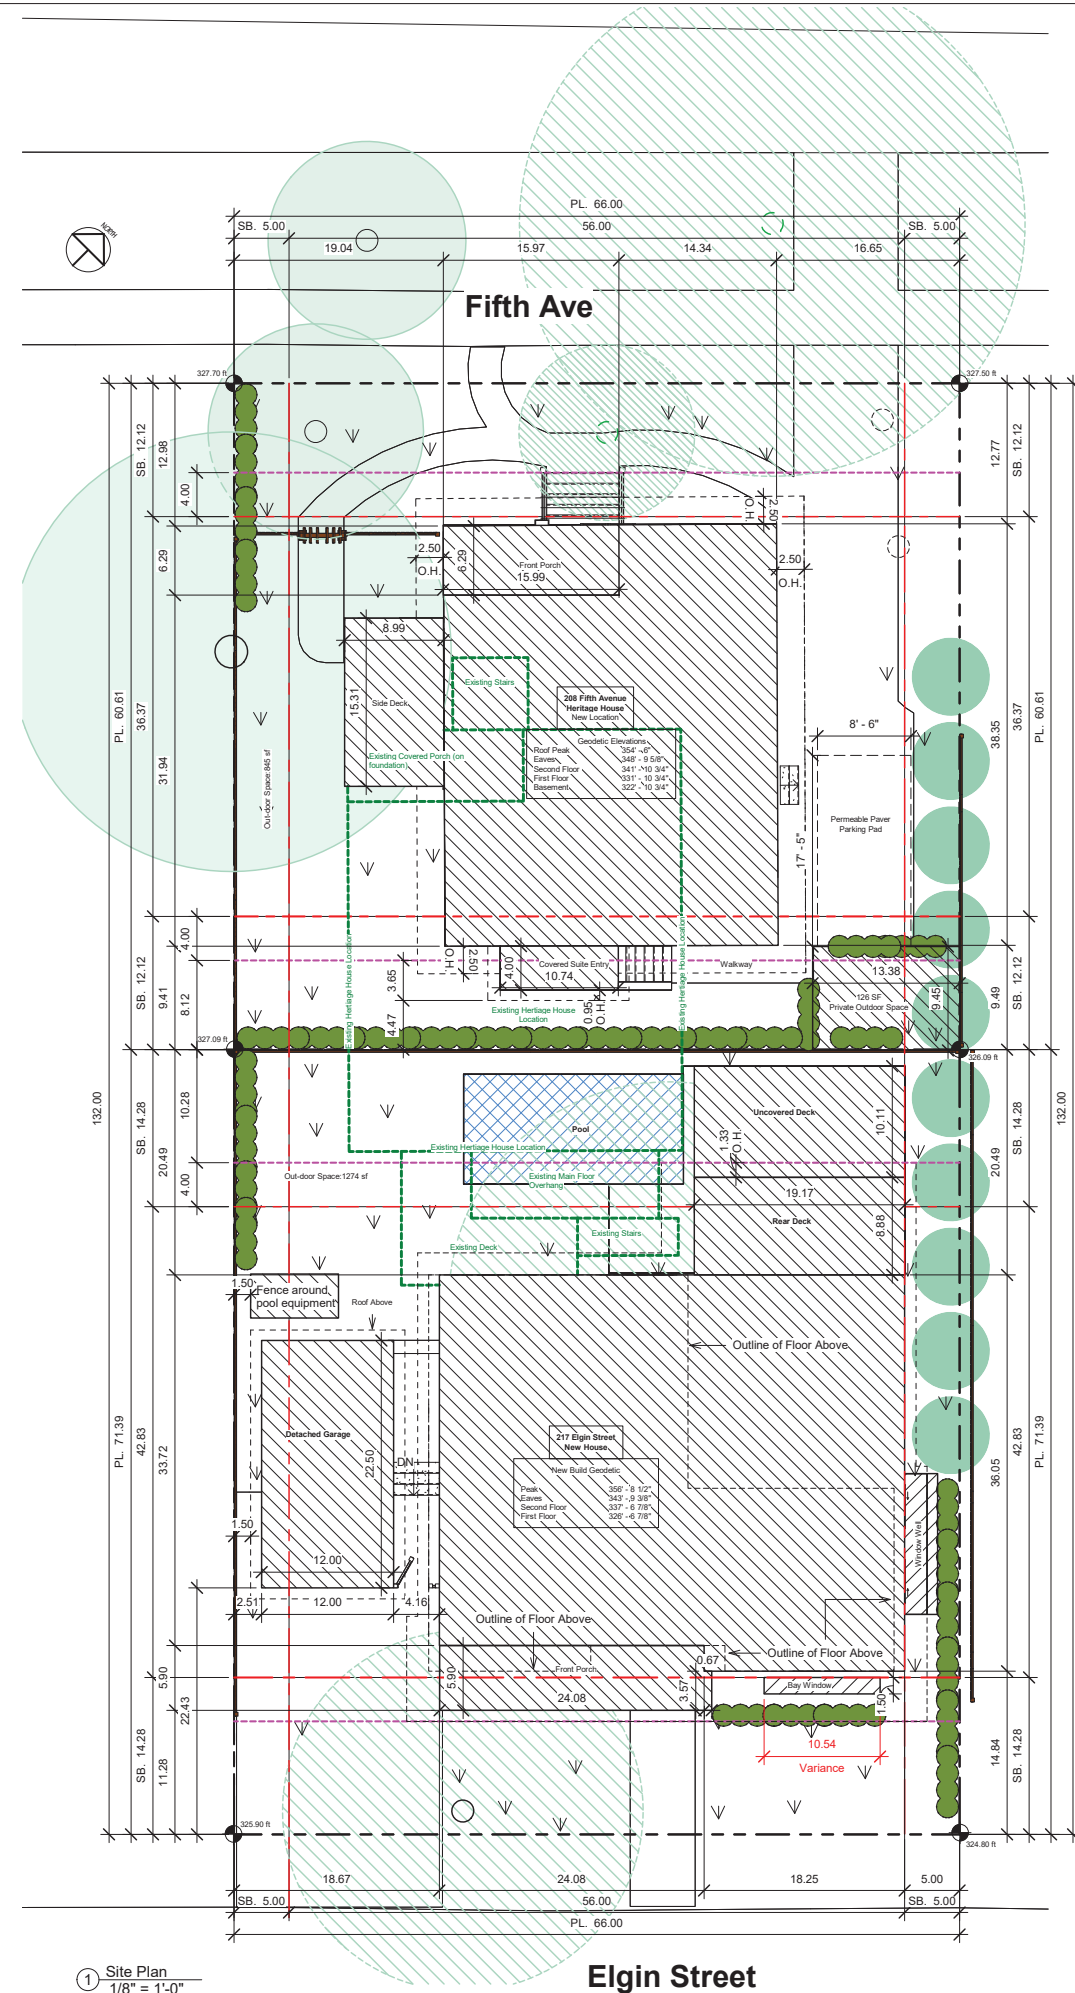 PL. 66.00
SB. 5.00
56.00
SB. 5.00
NORTH
19.04
15.97
14.34
16.65
Fifth Ave
327.70 ft
327.50 ft
SB. 12.12
12.98
4.00
12.77
SB. 12.12
2.50
O.H.
6.29
2.50
O.H.
6.29
Front Porch
15.99
2.50
O.H.
8.99
15.31
Side Deck
Existing Stairs
208 Fifth Avenue
Heritage House
New Location
PL. 60.61
36.37
31.94
38.35
36.37
PL. 60.61
8' - 6"
Existing Covered Porch (on
foundation)
Geodetic Elevations
Roof Peak 354' - 6"
Eaves 348' - 9 5/8"
Second Floor 341' - 10 3/4"
First Floor 331' - 10 3/4"
Basement 322' - 10 3/4"
Out-door Space:845 sf
Permeable Paver
Parking Pad
17' - 5"
Existing Hertiage House Location
Existing Hertiage House Location
4.00
SB. 12.12
9.41
8.12
O.H.
2.50
3.65
4.47
4.00
Covered Suite Entry
10.74
Walkway
0.95
O.H.
Existing Hertiage House
Location
13.38
126 SF
Private Outdoor Space
9.45
9.49
SB. 12.12
327.09 ft
326.09 ft
132.00
SB. 14.28
20.49
10.28
4.00
Pool
Uncovered Deck
10.11
1.33
O.H.
Existing Hertiage House Location
Out-door Space:1274 sf
Existing Main Floor
Overhang
19.17
Rear Deck
8.88
Existing Stairs
Existing Deck
20.49
SB. 14.28
132.00
1.50
Fence around
pool equipment
Roof Above
Outline of Floor Above
Detached Garage
22.50
DN
217 Elgin Street
New House
New Build Geodetic
Peak 356' - 8 1/2"
Eaves 343' - 9 3/8"
Second Floor 337' - 6 7/8"
First Floor 326' - 6 7/8"
PL. 71.39
42.83
33.72
36.05
42.83
PL. 71.39
1.50
12.00
2.51
12.00
4.16
Window Well
Outline of Floor Above
Outline of Floor Above
5.90
22.43
5.90
Front Porch
24.08
0.67
3.57
Bay Window
1.50
10.54
Variance
SB. 14.28
11.28
14.84
SB. 14.28
325.90 ft
324.80 ft
18.67
24.08
18.25
5.00
SB. 5.00
56.00
SB. 5.00
PL. 66.00
1
Site Plan
1/8" = 1'-0"
Elgin Street